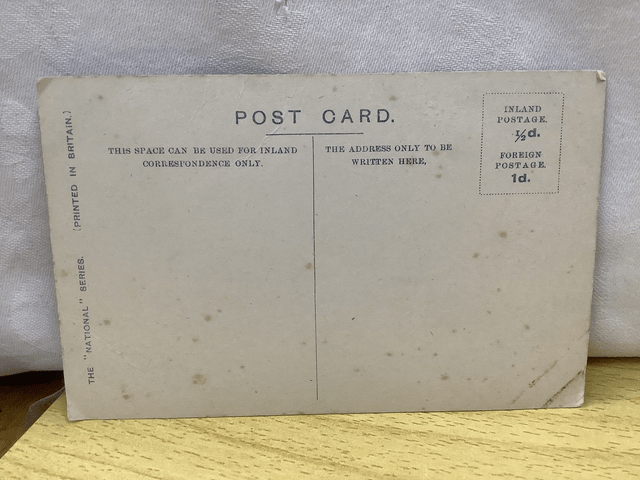 POST CARD.
THIS SPACE CAN BE USED FOR INLAND
CORRESPONDENCE ONLY.
THE ADDRESS ONLY TO BE
WRITTEN HERE,
INLAND
POSTAGE,
½d.
FOREIGN
POSTAGE.
1d.
THE "NATIONAL" SERIES. (PRINTED IN BRITAIN.)